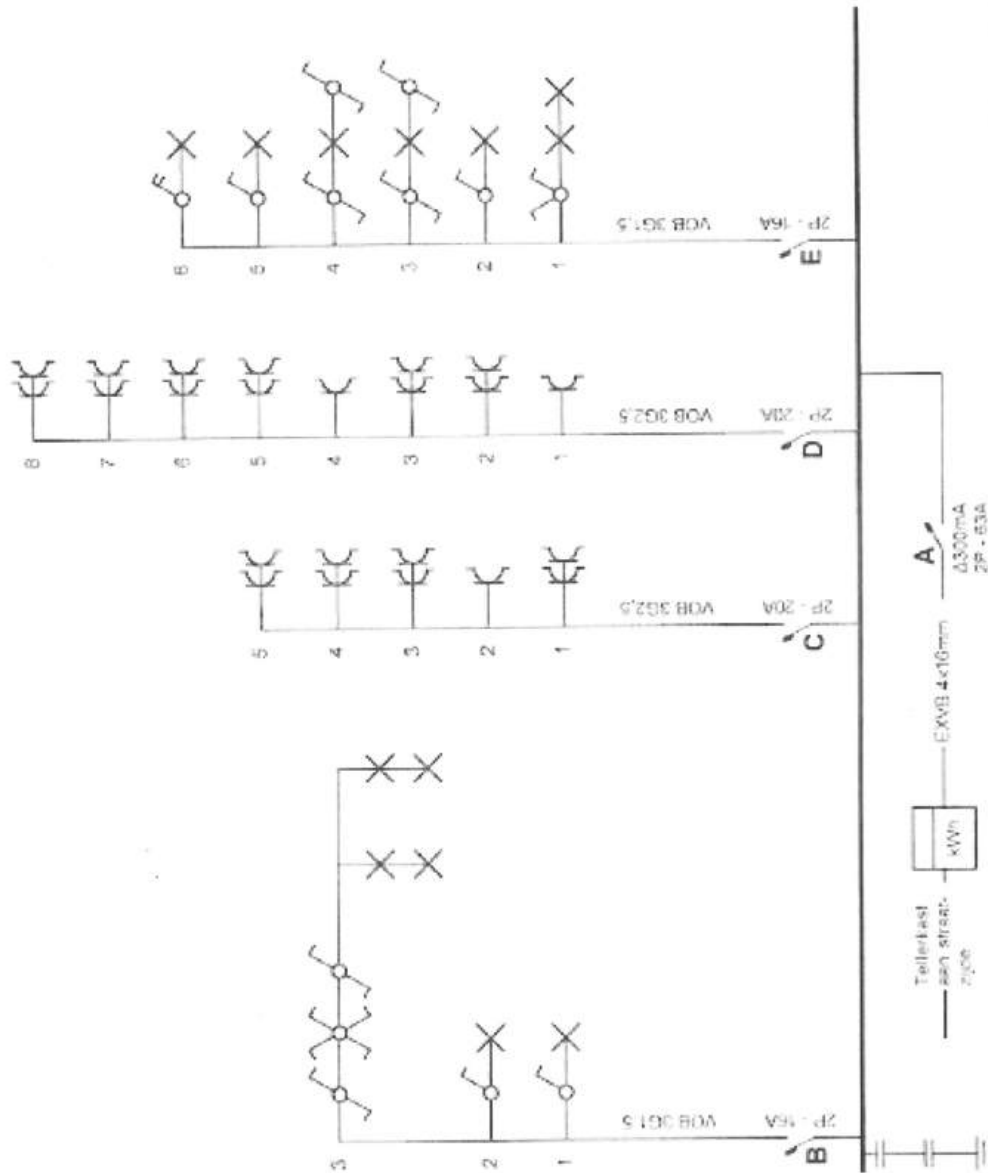 3
2
1
VOB 3G1,5
2P - 16A
B
5
4
3
2
1
VOB 3G2,5
2P - 20A
C
8
7
6
5
4
3
2
1
VOB 3G2,5
2P - 20A
D
6
5
4
3
2
1
VOB 3G1,5
2P - 16A
E
Tellerkast
aan straat-
zijde
kWh
EXVB 4x16mm
A
Δ300mA
2P - 63A